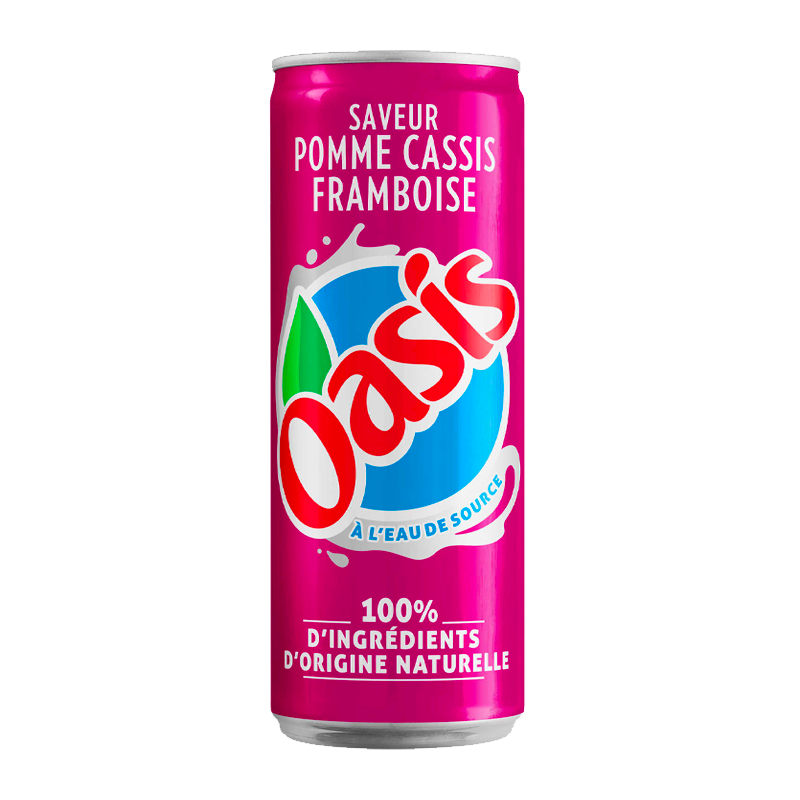 SAVEUR
POMME CASSIS
FRAMBOISE
Oasis
À L'EAU DE SOURCE
100%
D'INGRÉDIENTS
D'ORIGINE NATURELLE